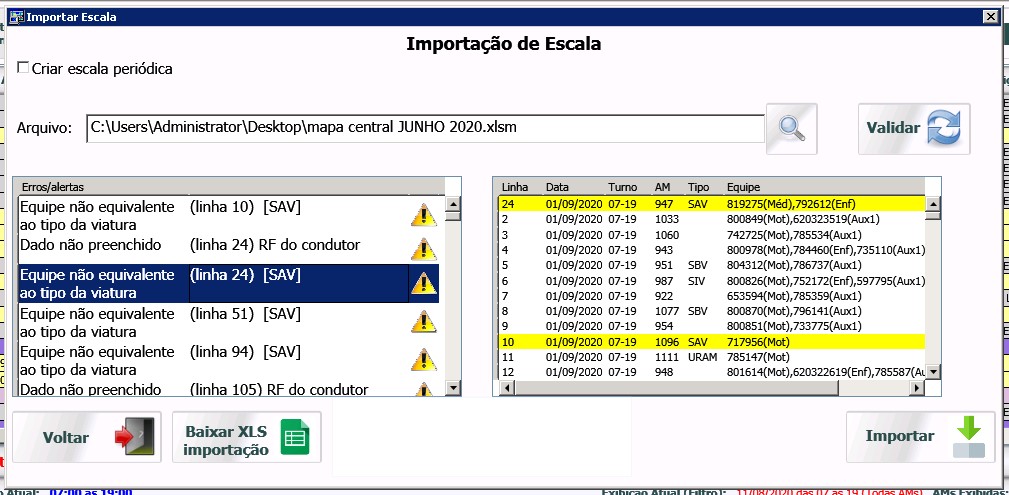 Importar Escala
Importação de Escala
Criar escala periódica
Arquivo: C:\Users\Administrator\Desktop\mapa central JUNHO 2020.xlsm
Validar
Erros/alertas
Equipe não equivalente ao tipo da viatura (linha 10) [SAV]
Dado não preenchido (linha 24) RF do condutor
Equipe não equivalente ao tipo da viatura (linha 24) [SAV]
Equipe não equivalente ao tipo da viatura (linha 51) [SAV]
Equipe não equivalente ao tipo da viatura (linha 94) [SAV]
Dado não preenchido (linha 105) RF do condutor
Linha Data Turno AM Tipo Equipe
24 01/09/2020 07-19 947 SAV 819275(Méd),792612(Enf)
2 01/09/2020 07-19 1033 800849(Mot),620323519(Aux1)
3 01/09/2020 07-19 1060 742725(Mot),785534(Aux1)
4 01/09/2020 07-19 943 800978(Mot),784460(Enf),735110(Aux1)
5 01/09/2020 07-19 951 SBV 804312(Mot),786737(Aux1)
6 01/09/2020 07-19 987 SIV 800826(Mot),752172(Enf),597795(Aux1)
7 01/09/2020 07-19 922 653594(Mot),785359(Aux1)
8 01/09/2020 07-19 1077 SBV 800870(Mot),796141(Aux1)
9 01/09/2020 07-19 954 800851(Mot),733775(Aux1)
10 01/09/2020 07-19 1096 SAV 717956(Mot)
11 01/09/2020 07-19 1111 URAM 785147(Mot)
12 01/09/2020 07-19 948 801614(Mot),620322619(Enf),785587(Au
Voltar
Baixar XLS
importação
Importar
Atual: 07:00 às 19:00
Exibição Atual (Filtro): 11/08/2020 das 07 às 19 (Todas AMs) AMs Exibidas: